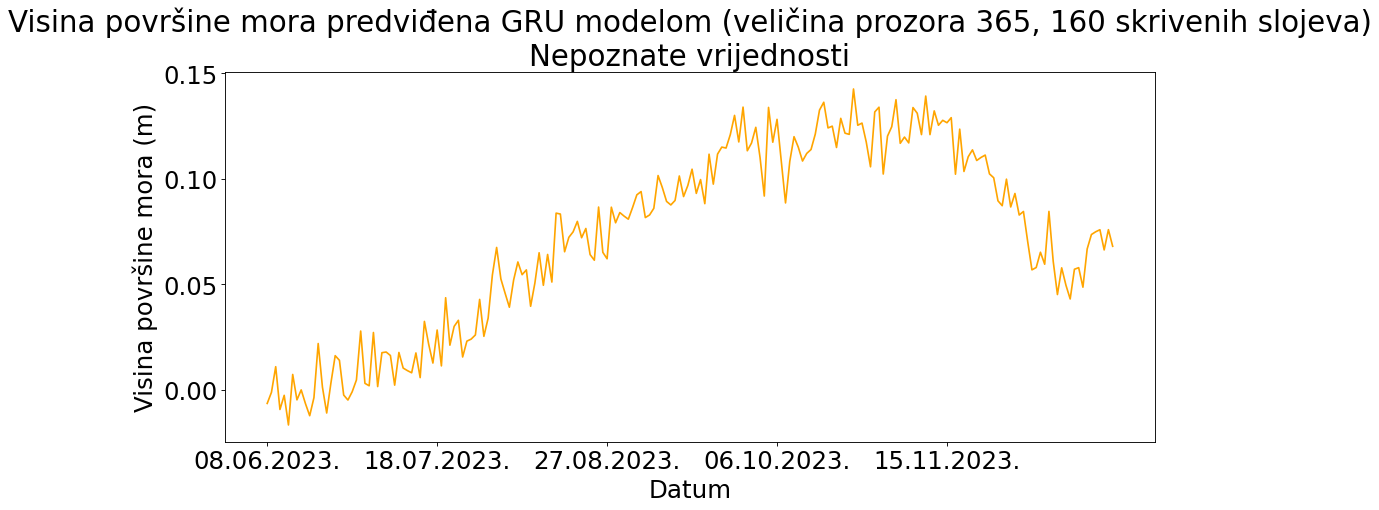 Visina površine mora predviđena GRU modelom (veličina prozora 365, 160 skrivenih slojeva)
Nepoznate vrijednosti
Visina površine mora (m)
0.15
0.10
0.05
0.00
08.06.2023. 18.07.2023. 27.08.2023. 06.10.2023. 15.11.2023.
Datum